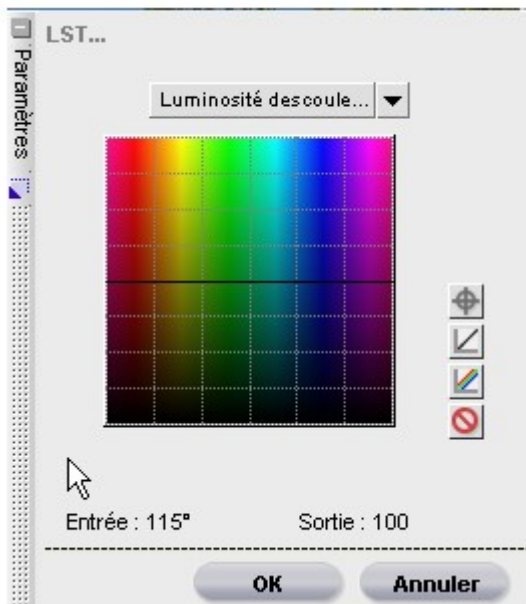 LST...
Paramètres
Luminosité descoule...
Entrée : 115°
Sortie : 100
OK
Annuler